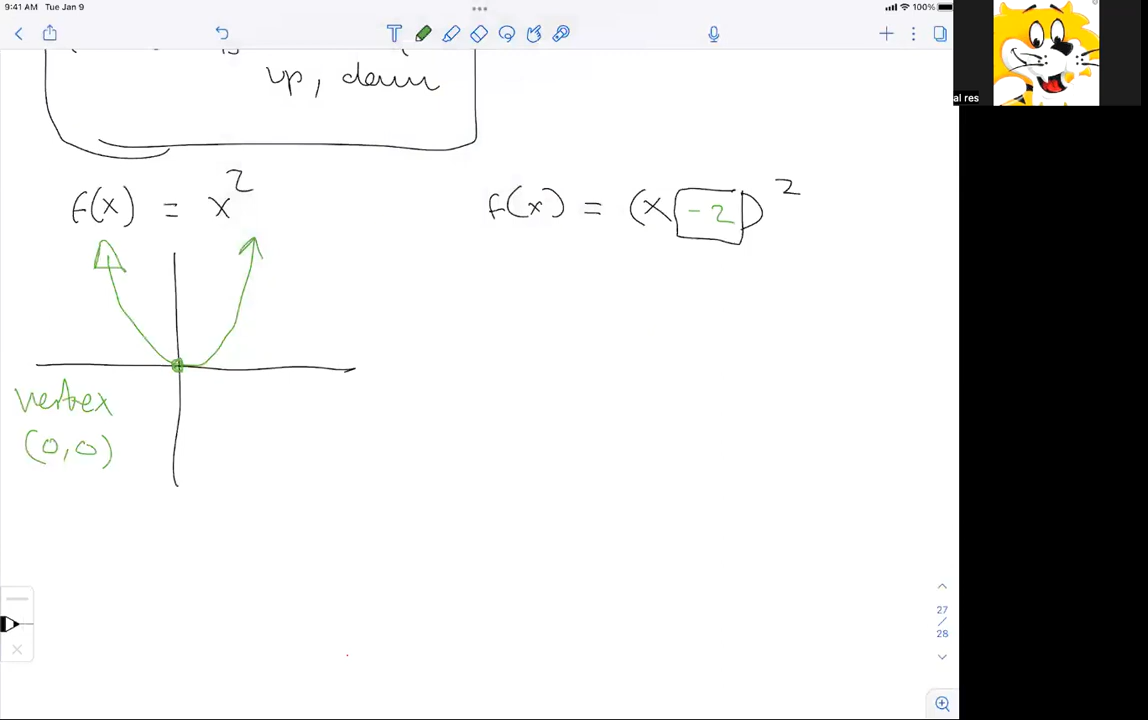 9:41 AM Tue Jan 9
100%
T
up, down
al res
f(x) = x²
f(x) = (x -2)²
vertex
(0,0)
27
/
28